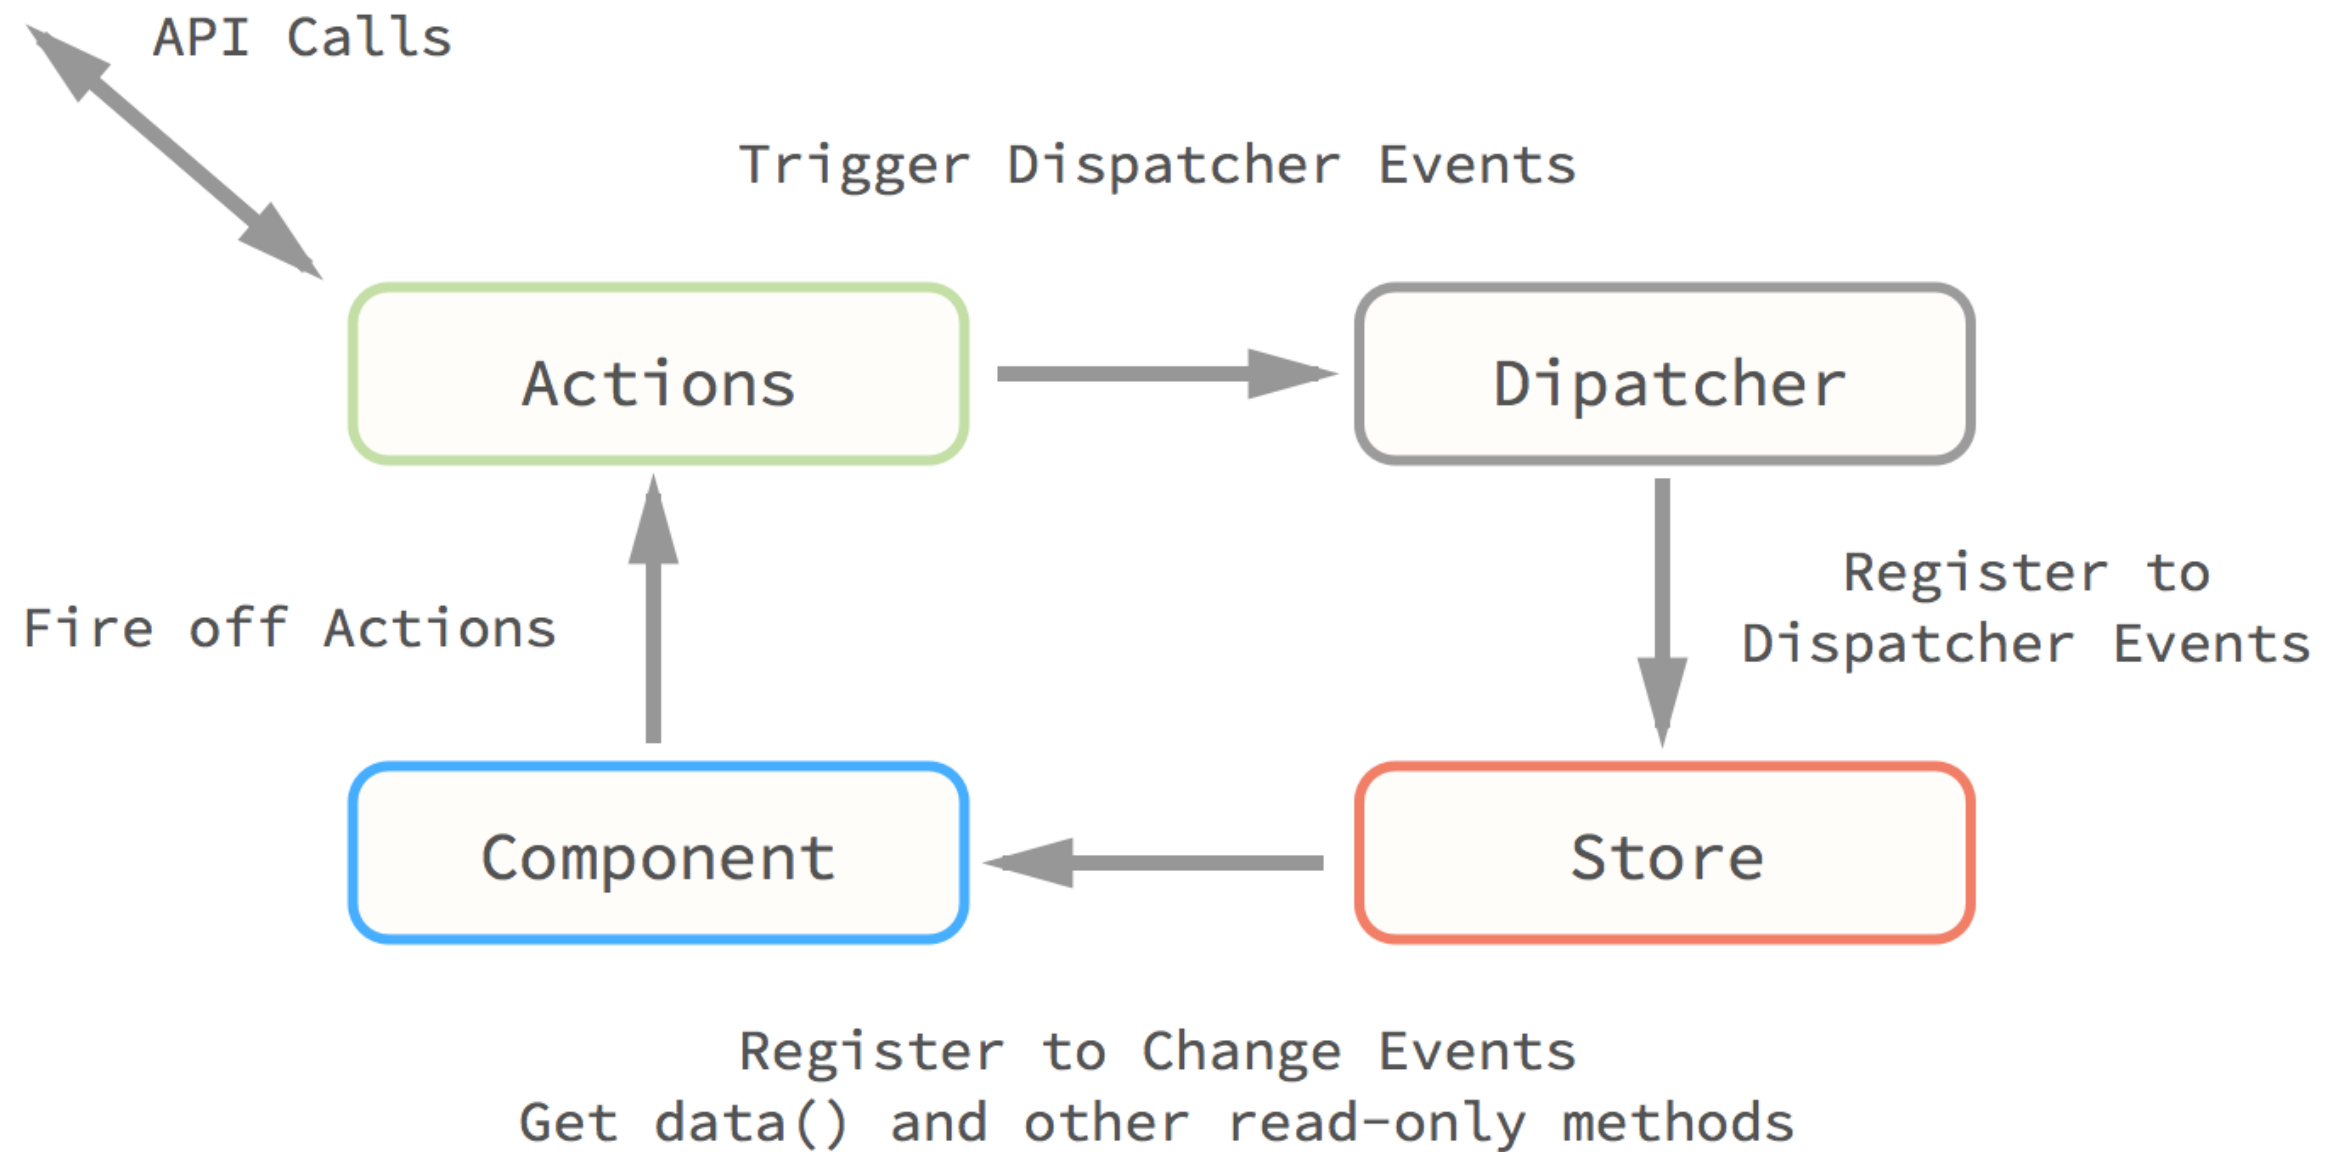 API Calls
Trigger Dispatcher Events
Actions
Dipatcher
Register to
Dispatcher Events
Fire off Actions
Component
Store
Register to Change Events
Get data() and other read-only methods